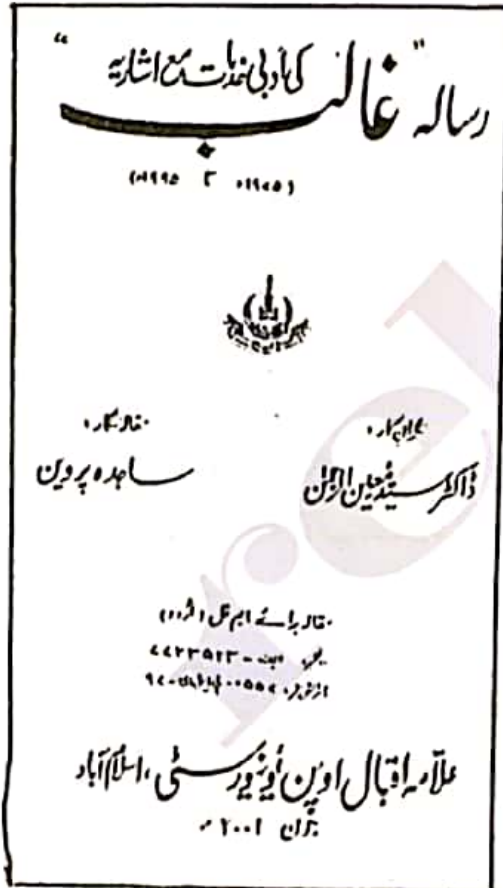 رسالہ "غالب" کی ادبی خدمات مع اشاریہ
(۱۹۷۵ء تا ۱۹۹۵ء)
نگران کار:
مقالہ نگار:
ڈاکٹر سید معین الرحمٰن
ساجدہ پروین
مقالہ برائے ایم فل (اردو)
علامہ اقبال اوپن یونیورسٹی، اسلام آباد
جون ۲۰۰۱ء